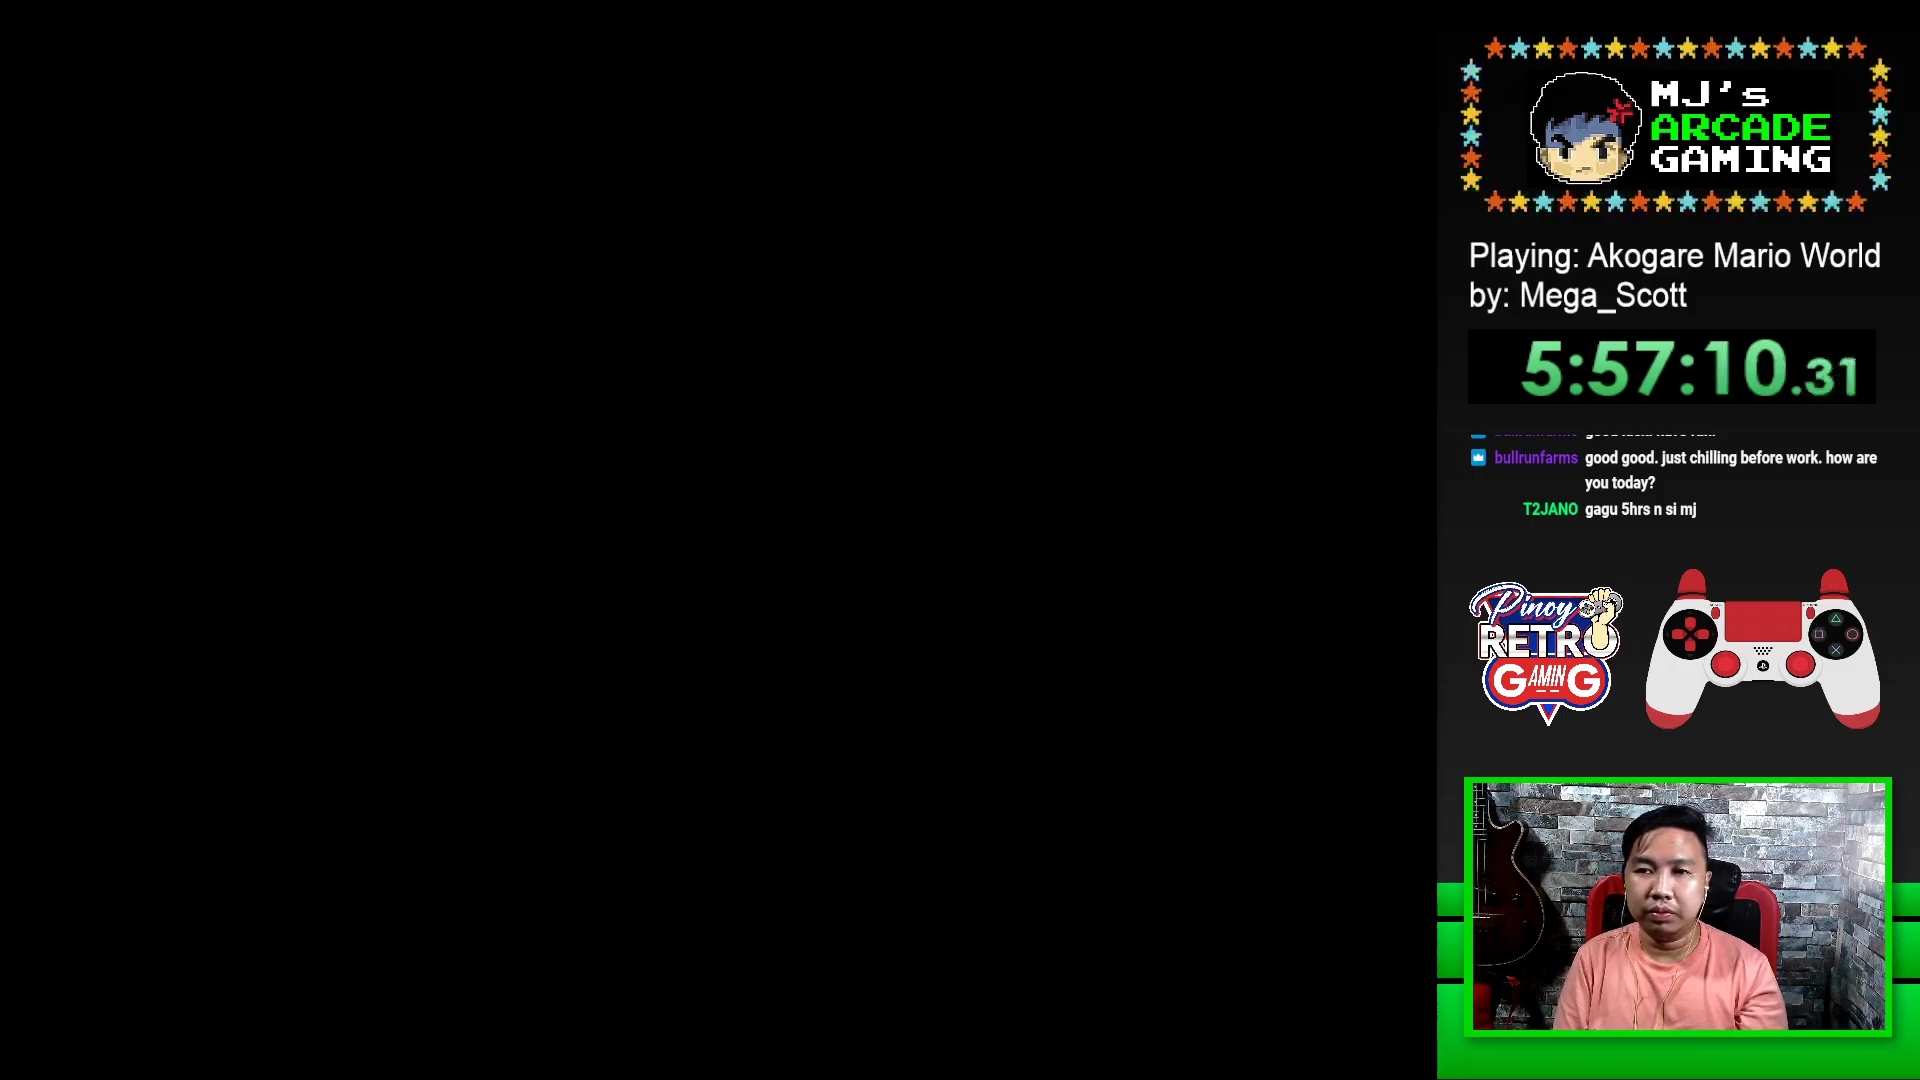 MJ's
ARCADE
GAMING
Playing: Akogare Mario World
by: Mega_Scott
5:57:10.31
bullrunfarms good good. just chilling before work. how are
you today?
T2JANO gagu 5hrs n si mj
Pinoy
RETRO
GAMING